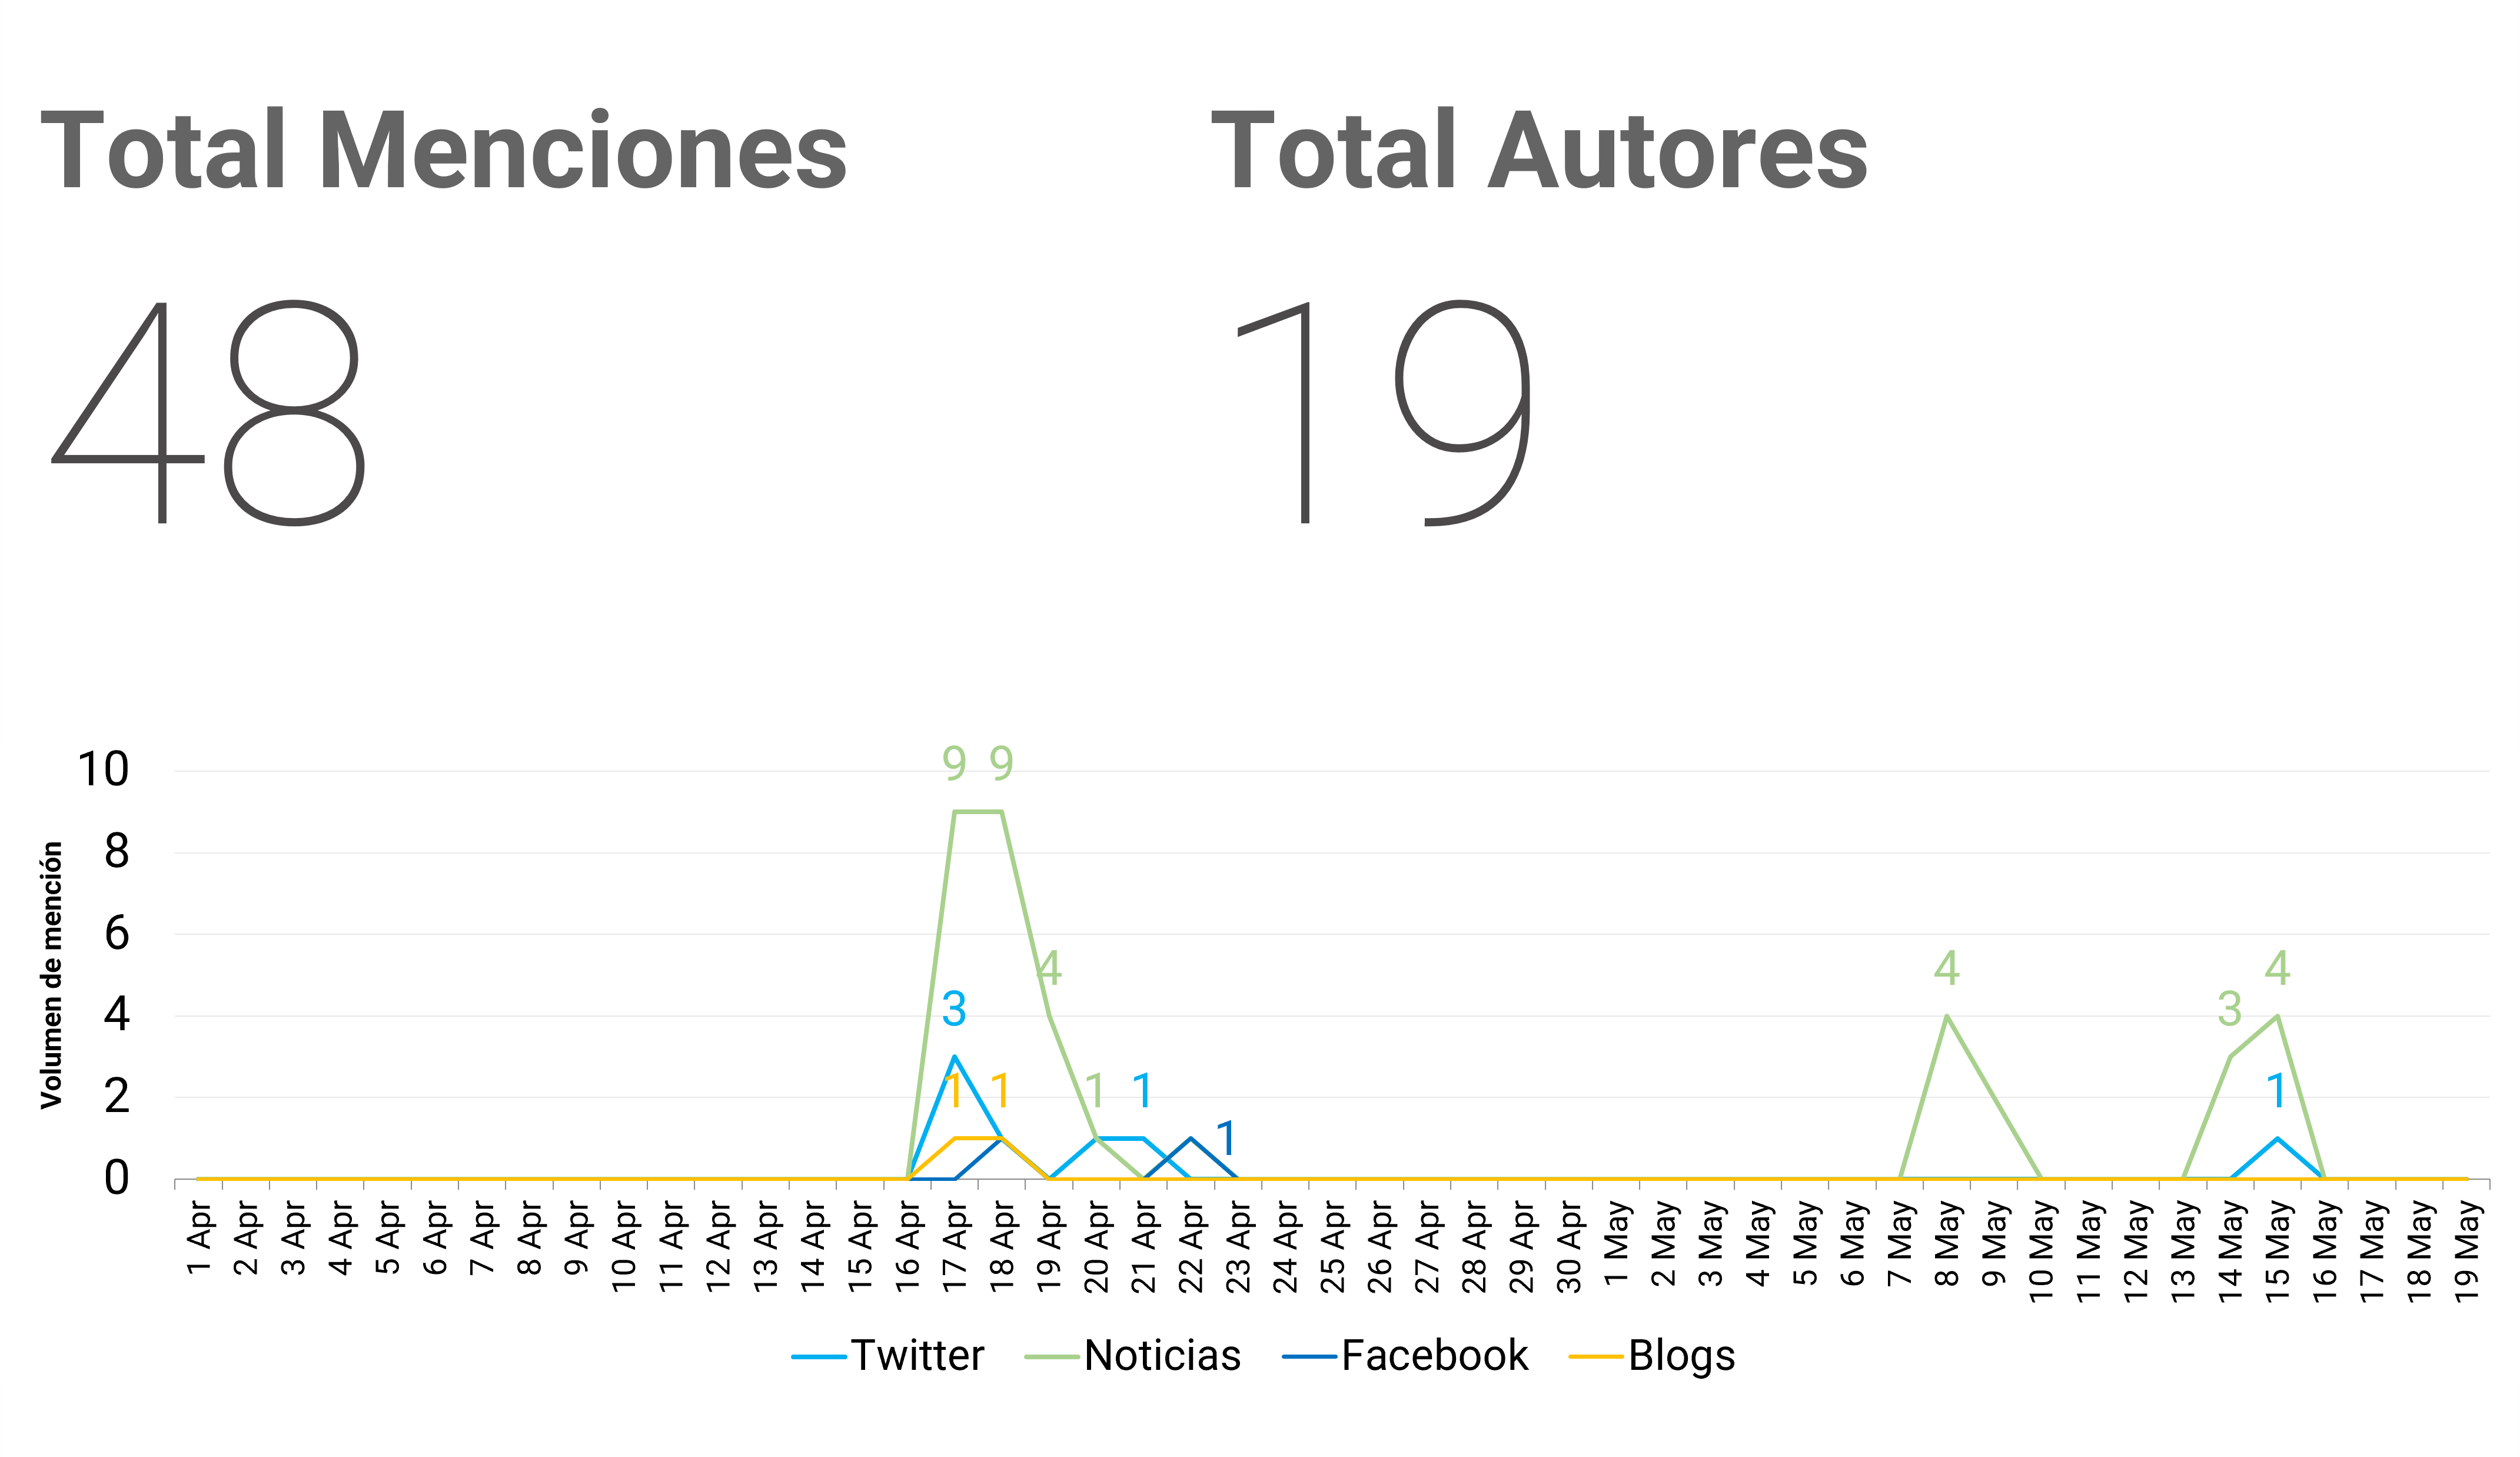 Total Menciones
Total Autores
48
19
Volumen de mención
10
8
6
4
2
0
9 9
4
3
1 1 1 1
1
4
3
4
1
1 Apr
2 Apr
3 Apr
4 Apr
5 Apr
6 Apr
7 Apr
8 Apr
9 Apr
10 Apr
11 Apr
12 Apr
13 Apr
14 Apr
15 Apr
16 Apr
17 Apr
18 Apr
19 Apr
20 Apr
21 Apr
22 Apr
23 Apr
24 Apr
25 Apr
26 Apr
27 Apr
28 Apr
29 Apr
30 Apr
1 May
2 May
3 May
4 May
5 May
6 May
7 May
8 May
9 May
10 May
11 May
12 May
13 May
14 May
15 May
16 May
17 May
18 May
19 May
Twitter Noticias Facebook Blogs